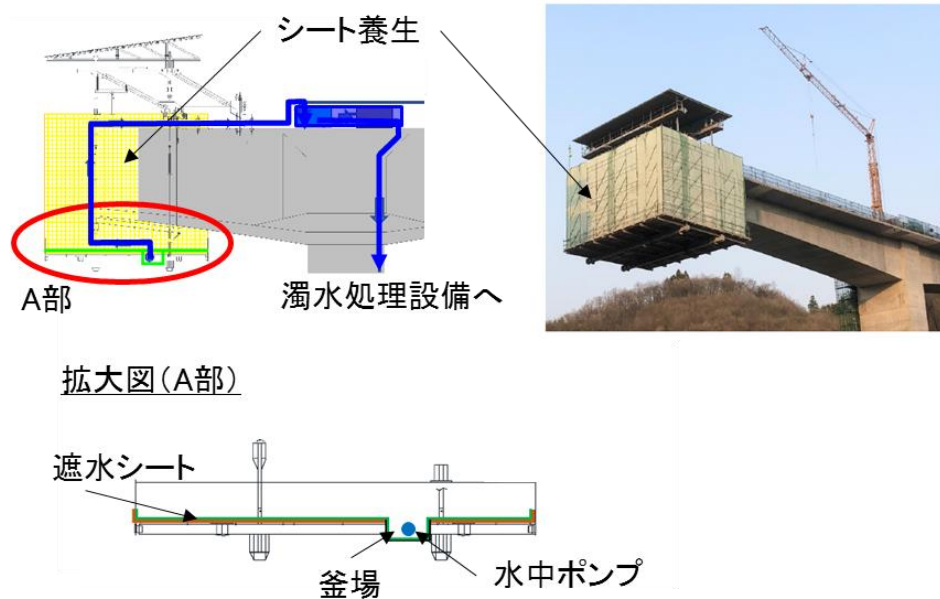 シート養生
A部
濁水処理設備へ
拡大図(A部)
遮水シート
釜場
水中ポンプ